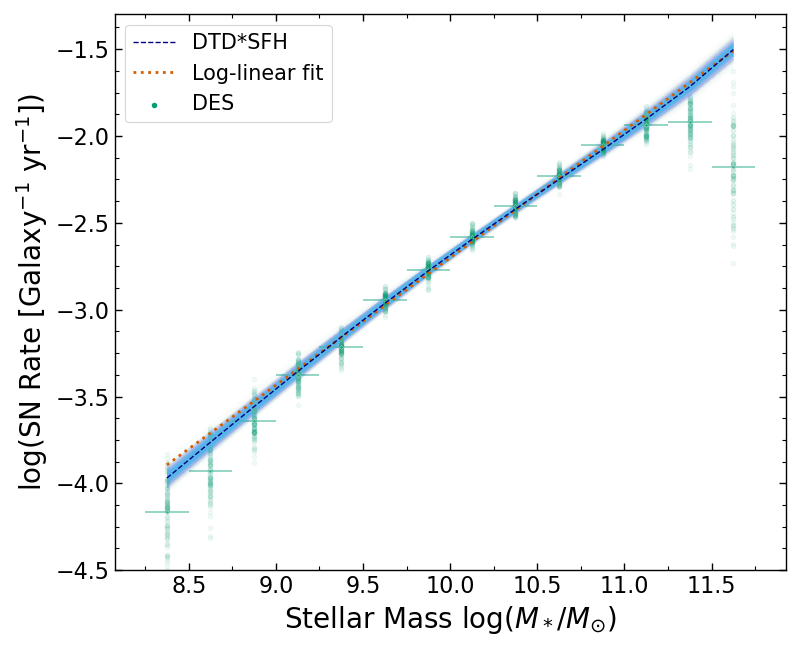 DTD*SFH
Log-linear fit
DES
−1.5
−2.0
−2.5
−3.0
−3.5
−4.0
−4.5
log(SN Rate [Galaxy⁻¹ yr⁻¹])
8.5 9.0 9.5 10.0 10.5 11.0 11.5
Stellar Mass log(M∗/M⊙)